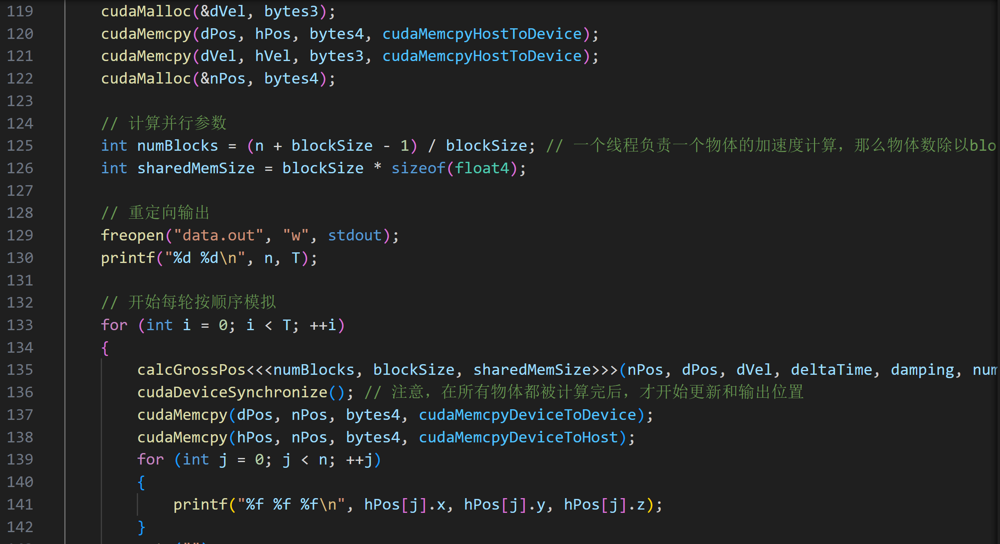 119 cudaMalloc(&dVel, bytes3);
120 cudaMemcpy(dPos, hPos, bytes4, cudaMemcpyHostToDevice);
121 cudaMemcpy(dVel, hVel, bytes3, cudaMemcpyHostToDevice);
122 cudaMalloc(&nPos, bytes4);
123
124 // 计算并行参数
125 int numBlocks = (n + blockSize - 1) / blockSize; // 一个线程负责一个物体的加速度计算，那么物体数除以blo
126 int sharedMemSize = blockSize * sizeof(float4);
127
128 // 重定向输出
129 freopen("data.out", "w", stdout);
130 printf("%d %d\n", n, T);
131
132 // 开始每轮按顺序模拟
133 for (int i = 0; i < T; ++i)
134 {
135 calcGrossPos<<<numBlocks, blockSize, sharedMemSize>>>(nPos, dPos, dVel, deltaTime, damping, num
136 cudaDeviceSynchronize(); // 注意，在所有物体都被计算完后，才开始更新和输出位置
137 cudaMemcpy(dPos, nPos, bytes4, cudaMemcpyDeviceToDevice);
138 cudaMemcpy(hPos, nPos, bytes4, cudaMemcpyDeviceToHost);
139 for (int j = 0; j < n; ++j)
140 {
141 printf("%f %f %f\n", hPos[j].x, hPos[j].y, hPos[j].z);
142 }